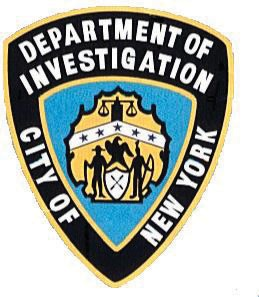 DEPARTMENT OF
INVESTIGATION
CITY OF
NEW YORK